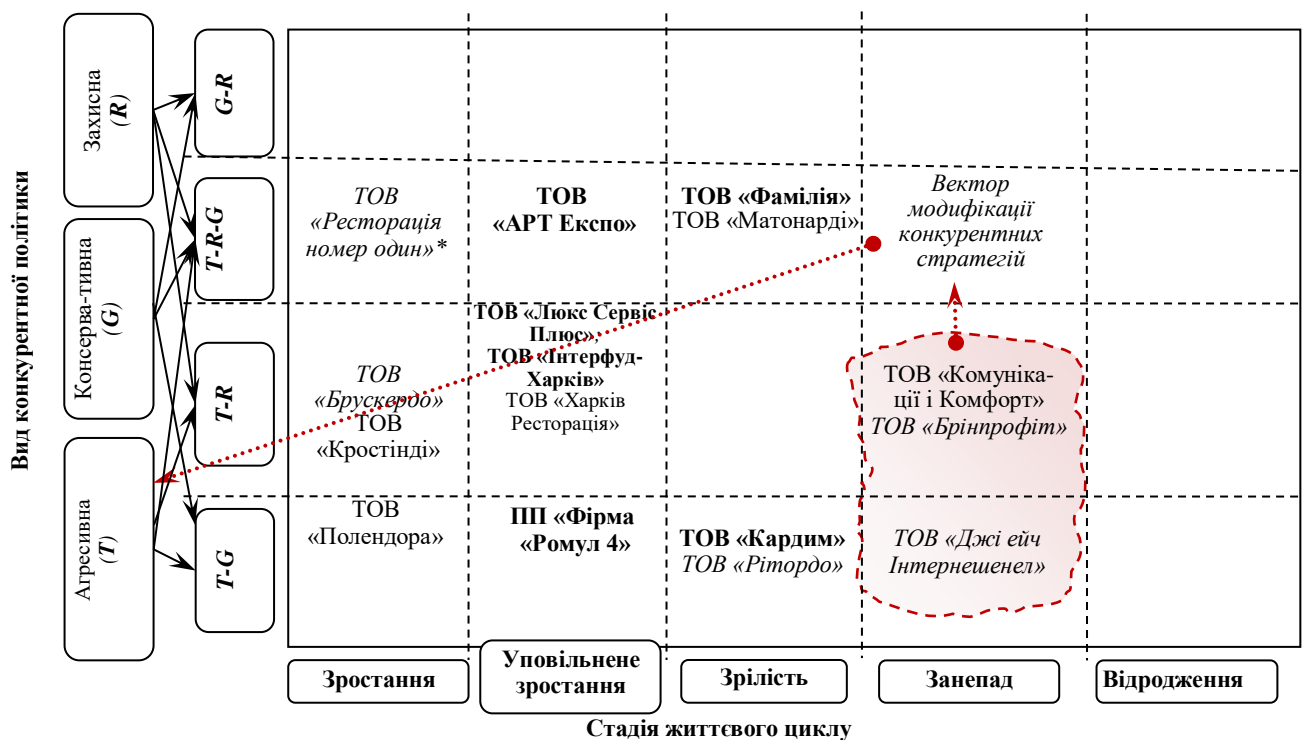 Вид конкурентної політики
Захисна
(R)
Консерва-тивна
(G)
Агресивна
(T)
G-R
T-R-G
T-R
T-G
ТОВ
«Ресторація
номер один»*
ТОВ
«АРТ Експо»
ТОВ «Фамілія»
ТОВ «Матонарді»
Вектор
модифікації
конкурентних
стратегій
ТОВ
«Брускердо»
ТОВ
«Кростінді»
ТОВ «Люкс Сервіс
Плюс»,
ТОВ «Інтерфуд-
Харків»
ТОВ «Харків
Ресторація»
ТОВ «Комуніка-
ції і Комфорт»
ТОВ «Брінпрофіт»
ТОВ
«Полендора»
ПП «Фірма
«Ромул 4»
ТОВ «Кардим»
ТОВ «Рітордо»
ТОВ «Джі ейч
Інтернешенел»
Зростання
Уповільнене
зростання
Зрілість
Занепад
Відродження
Стадія життєвого циклу